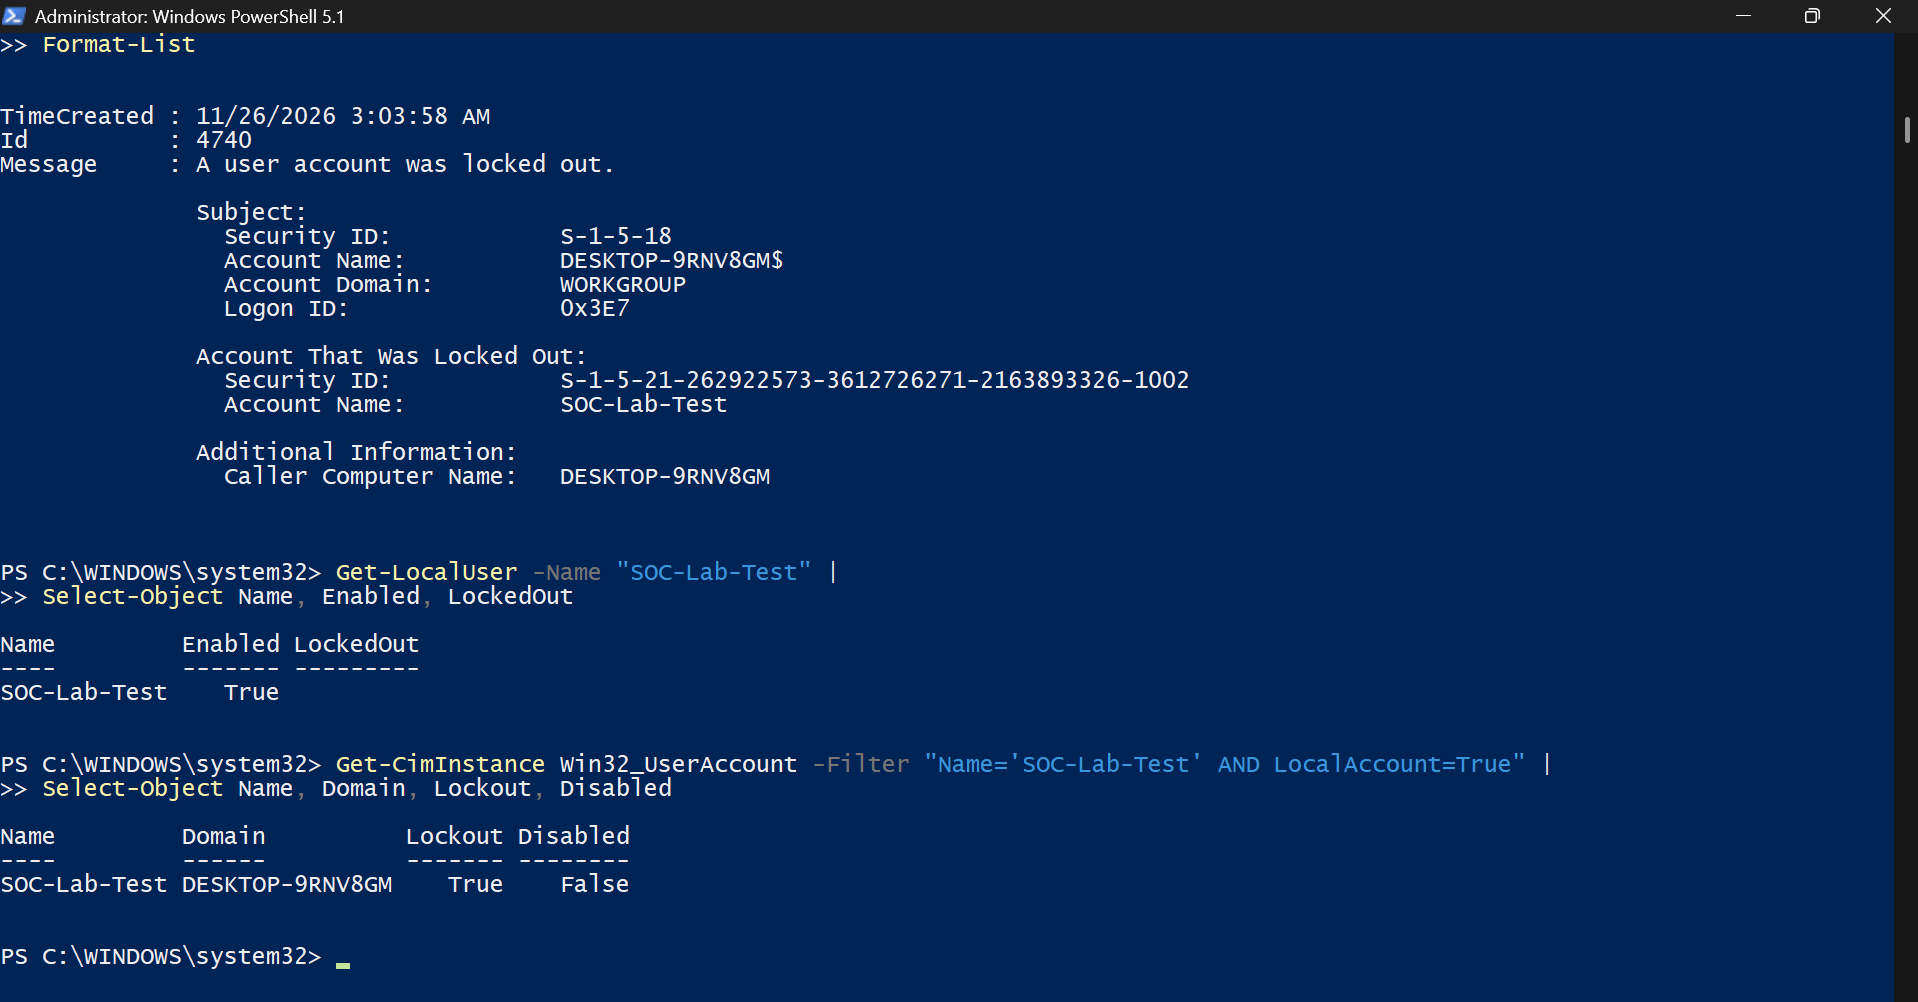 Administrator: Windows PowerShell 5.1
>> Format-List
TimeCreated : 11/26/2026 3:03:58 AM
Id          : 4740
Message     : A user account was locked out.
Subject:
Security ID: S-1-5-18
Account Name: DESKTOP-9RNV8GM$
Account Domain: WORKGROUP
Logon ID: 0x3E7
Account That Was Locked Out:
Security ID: S-1-5-21-262922573-3612726271-2163893326-1002
Account Name: SOC-Lab-Test
Additional Information:
Caller Computer Name: DESKTOP-9RNV8GM
PS C:\WINDOWS\system32> Get-LocalUser -Name "SOC-Lab-Test" |
>> Select-Object Name, Enabled, LockedOut
Name         Enabled LockedOut
----         ------- ---------
SOC-Lab-Test    True
PS C:\WINDOWS\system32> Get-CimInstance Win32_UserAccount -Filter "Name='SOC-Lab-Test' AND LocalAccount=True" |
>> Select-Object Name, Domain, Lockout, Disabled
Name         Domain          Lockout Disabled
----         ------          ------- --------
SOC-Lab-Test DESKTOP-9RNV8GM    True    False
PS C:\WINDOWS\system32>